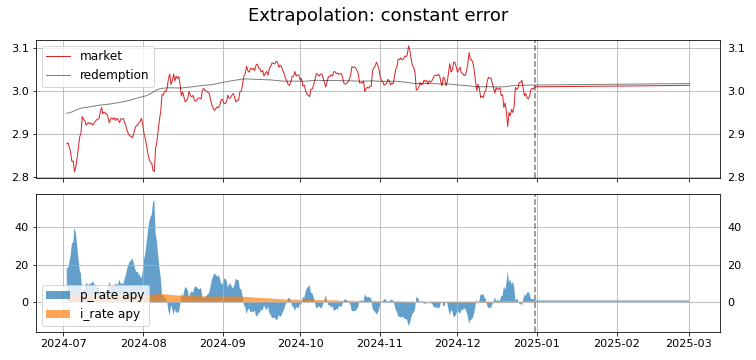 Extrapolation: constant error
3.1 3.1
market
redemption
3.0 3.0
2.9 2.9
2.8 2.8
40 40
20 20
p_rate apy
0 0
i_rate apy
2024-07 2024-08 2024-09 2024-10 2024-11 2024-12 2025-01 2025-02 2025-03